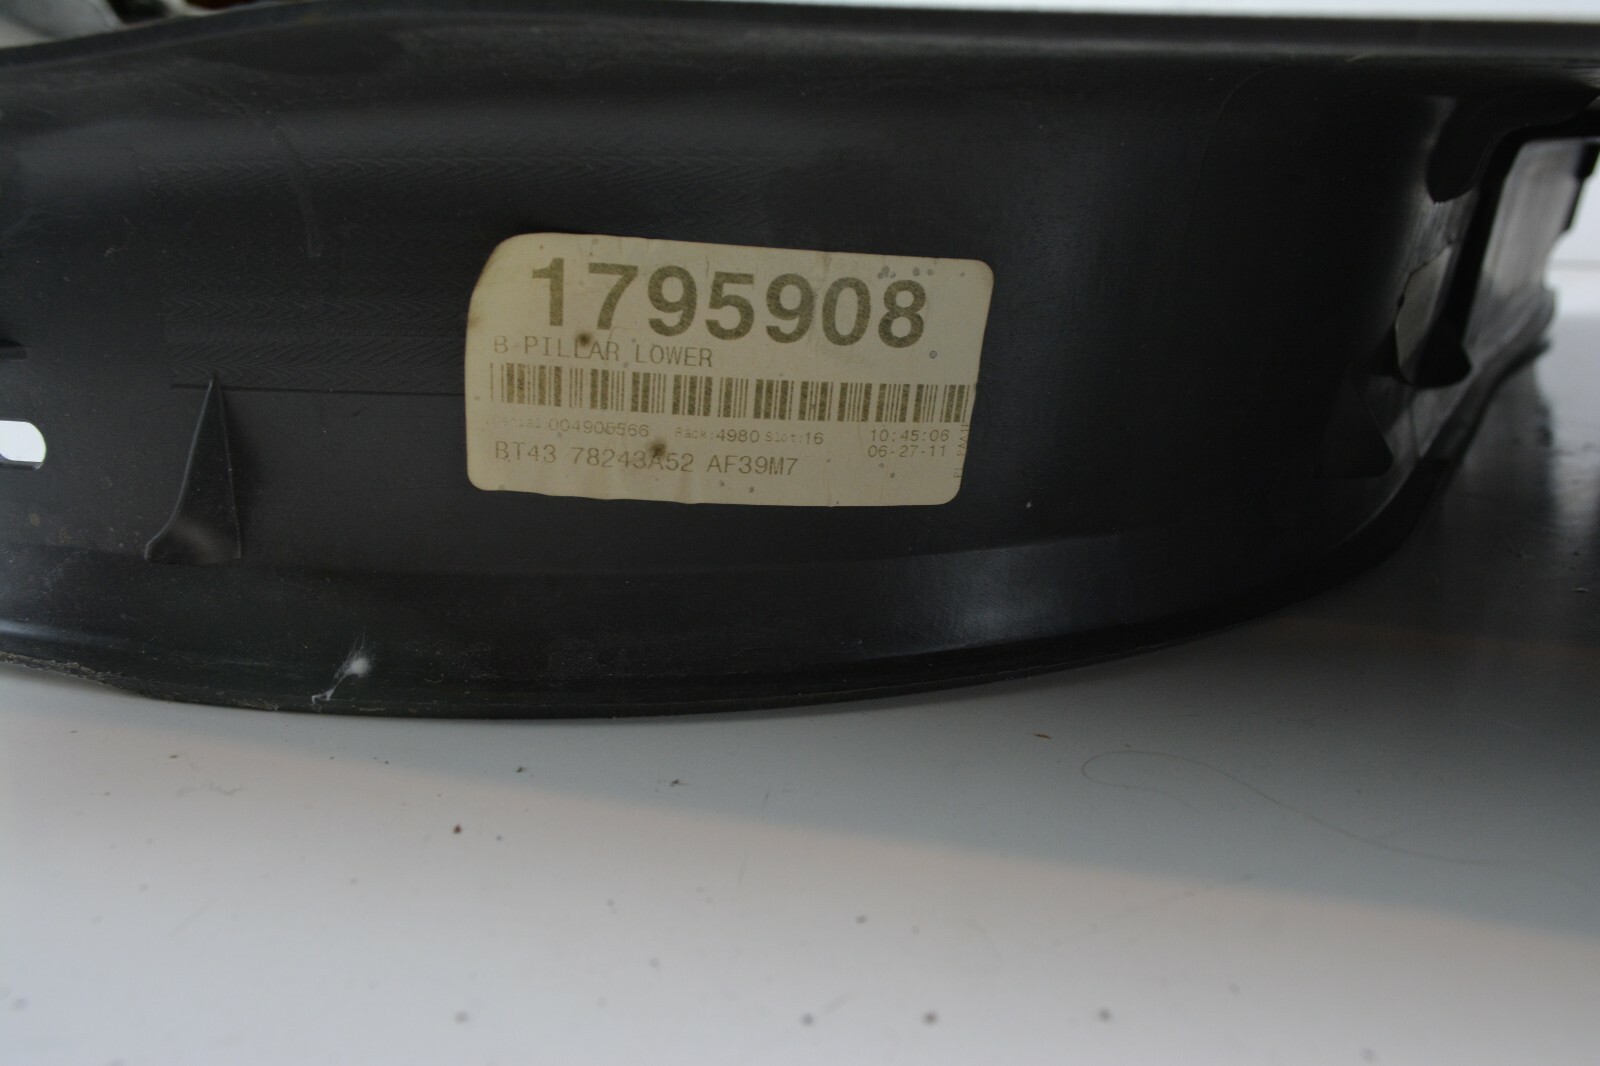 1795908
B-PILLAR LOWER
004905566 Rack:4980 Slot:16
10:45:06
06-27-11
BT43 78243A52 AF39M7